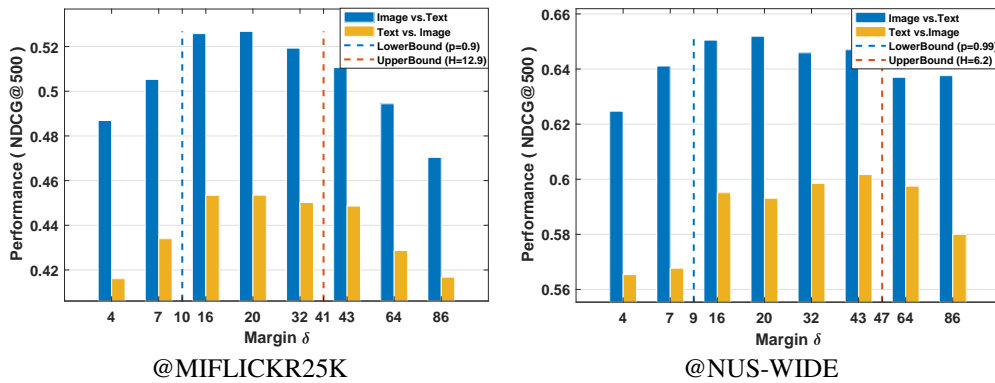 Image vs.Text
Text vs. Image
LowerBound (p=0.9)
UpperBound (H=12.9)
Performance ( NDCG@500)
0.52
0.5
0.48
0.46
0.44
0.42
4 7 10 16 20 32 41 43 64 86
Margin δ
@MIFLICKR25K
Image vs.Text
Text vs.Image
LowerBound (p=0.99)
UpperBound (H=6.2)
Performance ( NDCG@500)
0.66
0.64
0.62
0.6
0.58
0.56
4 7 9 16 20 32 43 47 64 86
Margin δ
@NUS-WIDE